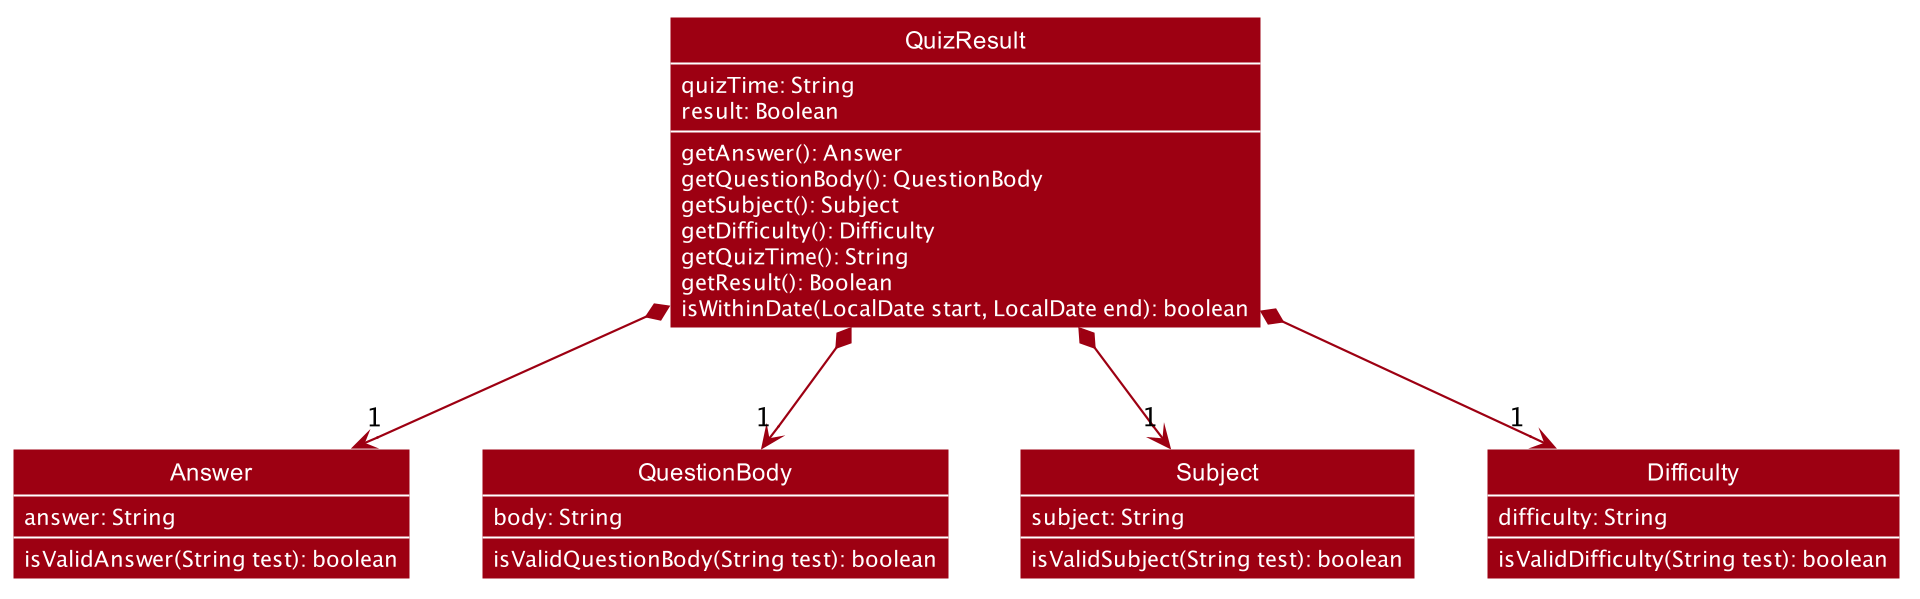 QuizResult
quizTime: String
result: Boolean
getAnswer(): Answer
getQuestionBody(): QuestionBody
getSubject(): Subject
getDifficulty(): Difficulty
getQuizTime(): String
getResult(): Boolean
isWithinDate(LocalDate start, LocalDate end): boolean
1
1
1
1
Answer
answer: String
isValidAnswer(String test): boolean
QuestionBody
body: String
isValidQuestionBody(String test): boolean
Subject
subject: String
isValidSubject(String test): boolean
Difficulty
difficulty: String
isValidDifficulty(String test): boolean